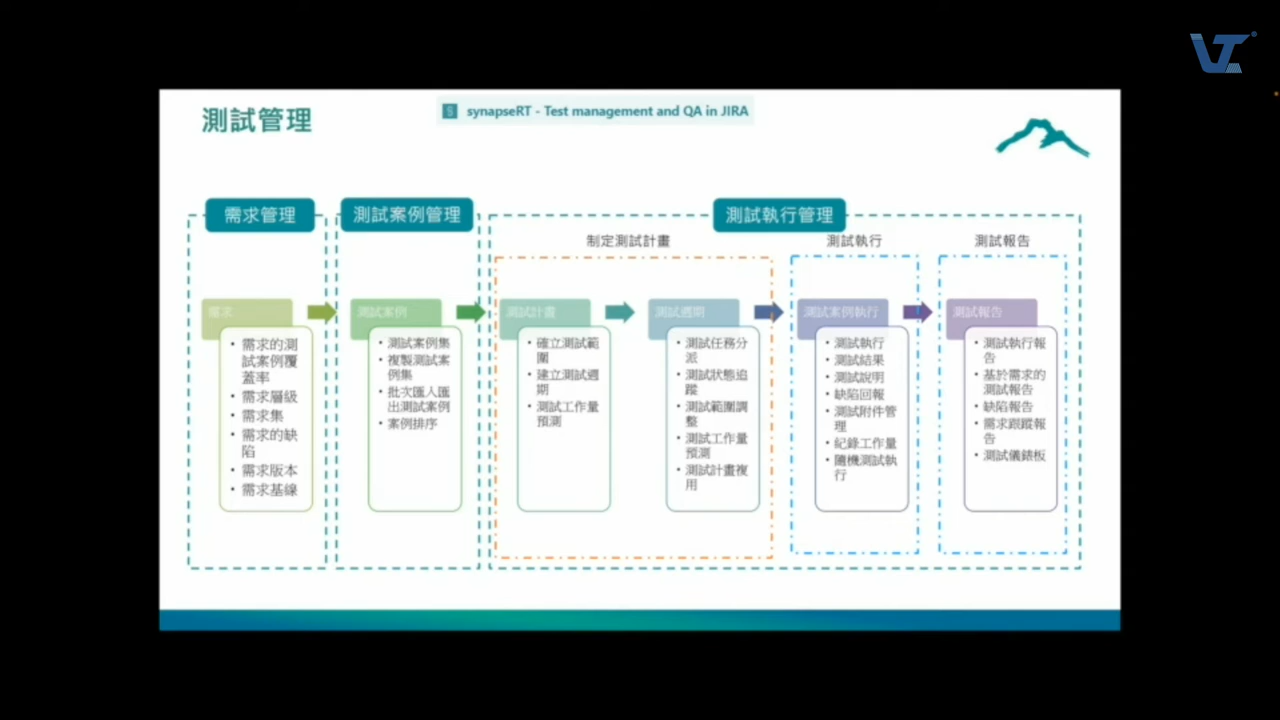 測試管理
synapseRT - Test management and QA in JIRA
需求管理
測試案例管理
測試執行管理
制定測試計畫
測試執行
測試報告
需求
• 需求的測
試案例覆
蓋率
• 需求層級
• 需求集
• 需求的缺
陷
• 需求版本
• 需求基線
測試案例
• 測試案例集
• 複製測試案
例集
• 批次匯入匯
出測試案例
• 案例排序
測試計畫
• 確立測試範
圍
• 建立測試週
期
• 測試工作量
預測
測試週期
• 測試任務分
派
• 測試狀態追
蹤
• 測試範圍調
整
• 測試工作量
預測
• 測試計畫複
用
測試案例執行
• 測試執行
• 測試結果
• 測試說明
• 缺陷回報
• 測試附件管
理
• 紀錄工作量
• 隨機測試執
行
測試報告
• 測試執行報
告
• 基於需求的
測試報告
• 缺陷報告
• 需求跟蹤報
告
• 測試儀錶板